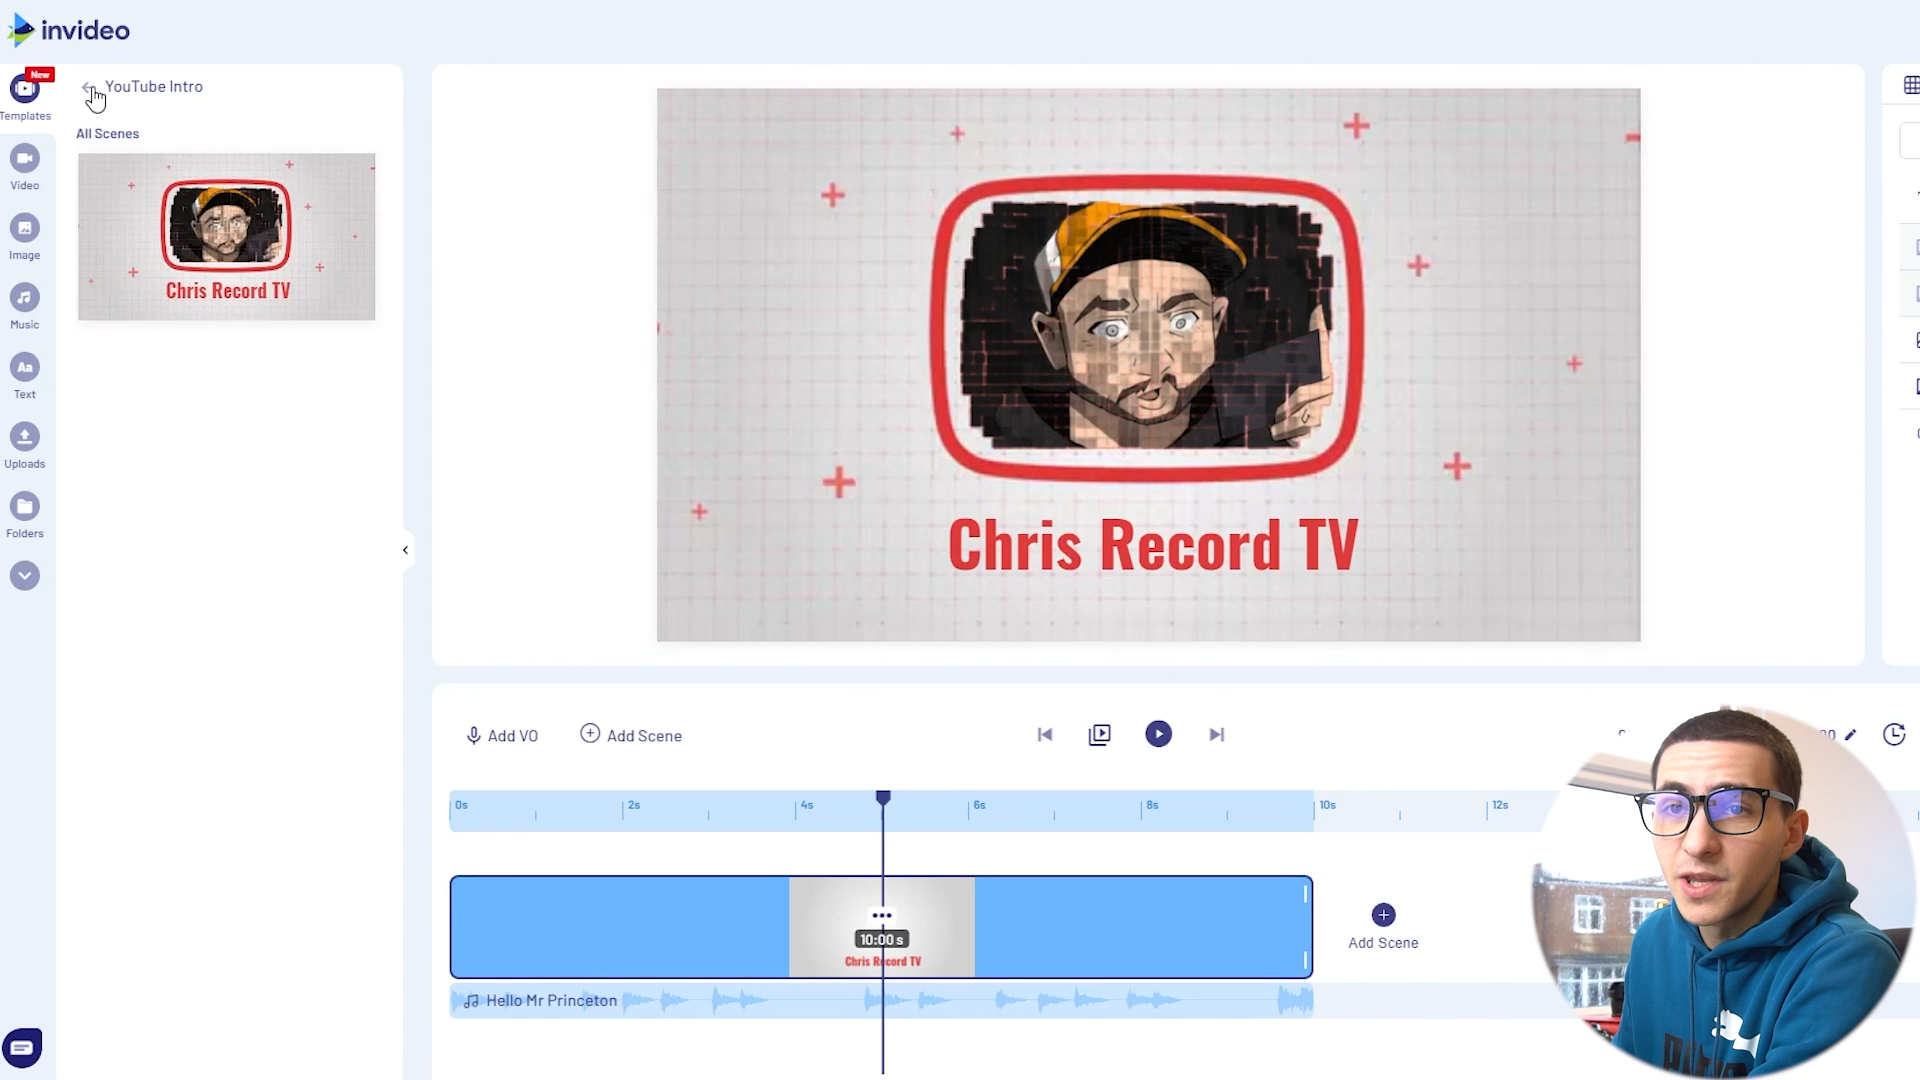 invideo
New
YouTube Intro
Templates
All Scenes
Video
Chris Record TV
Image
Music
Aa
Text
Uploads
Folders
Chris Record TV
Add VO
Add Scene
0s
2s
4s
6s
8s
10s
12s
10:00 s
Chris Record TV
Add Scene
Hello Mr Princeton